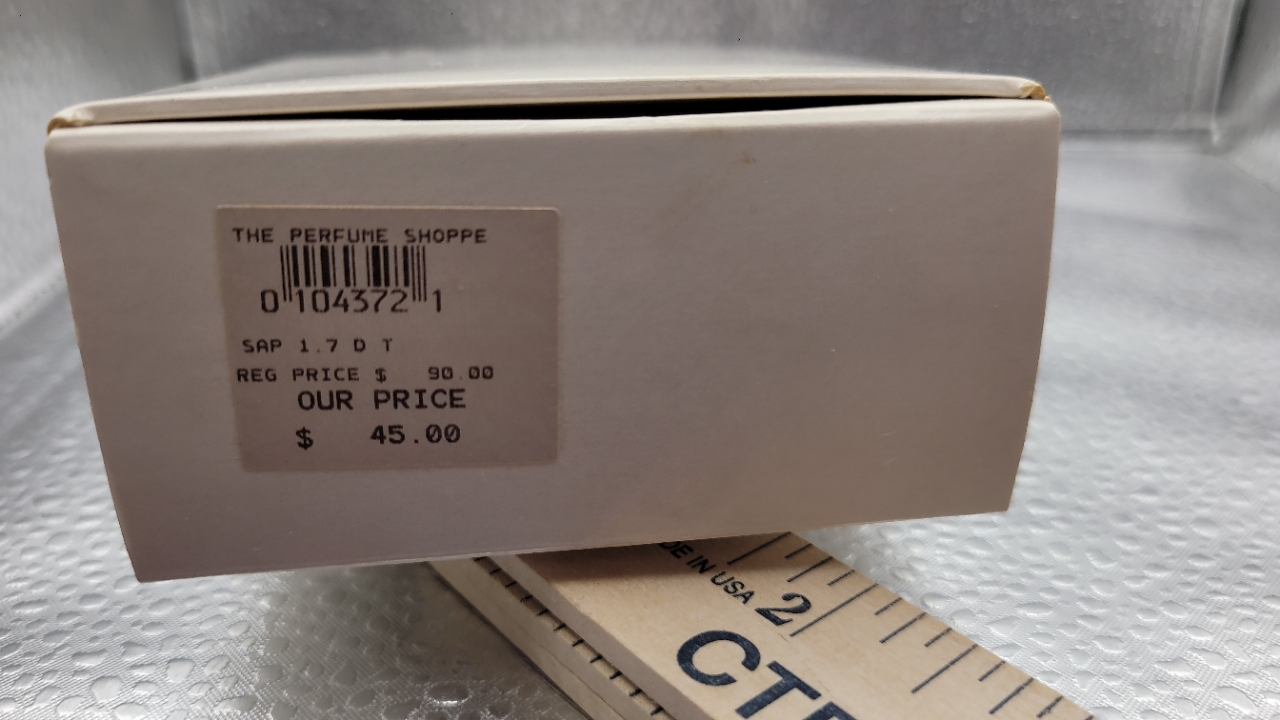 THE PERFUME SHOPPE
0 104372 1
SAP 1.7 D T
REG PRICE $ 90.00
OUR PRICE
$ 45.00
DE IN USA
2
CT